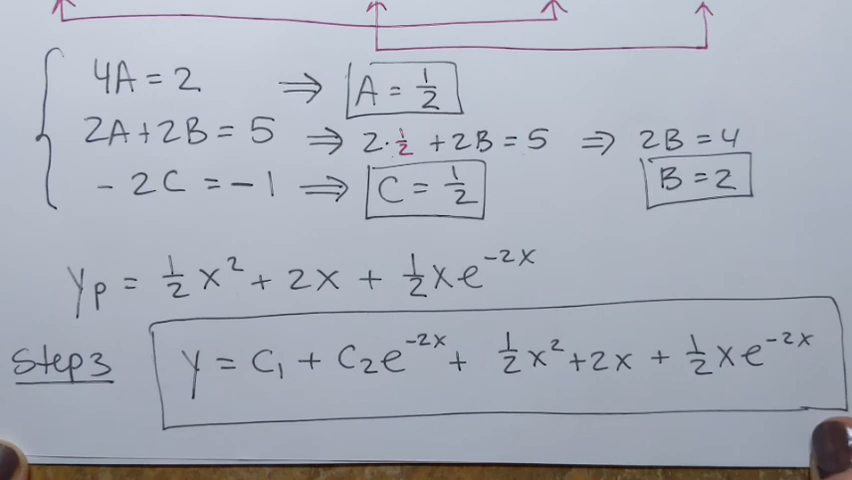 4A = 2 ⟹ A = 1/2
2A + 2B = 5 ⟹ 2·1/2 + 2B = 5 ⟹ 2B = 4
-2C = -1 ⟹ C = 1/2 B = 2
yp = 1/2 x² + 2x + 1/2 xe^-2x
Step 3 y = C₁ + C₂e^-2x + 1/2 x² + 2x + 1/2 xe^-2x